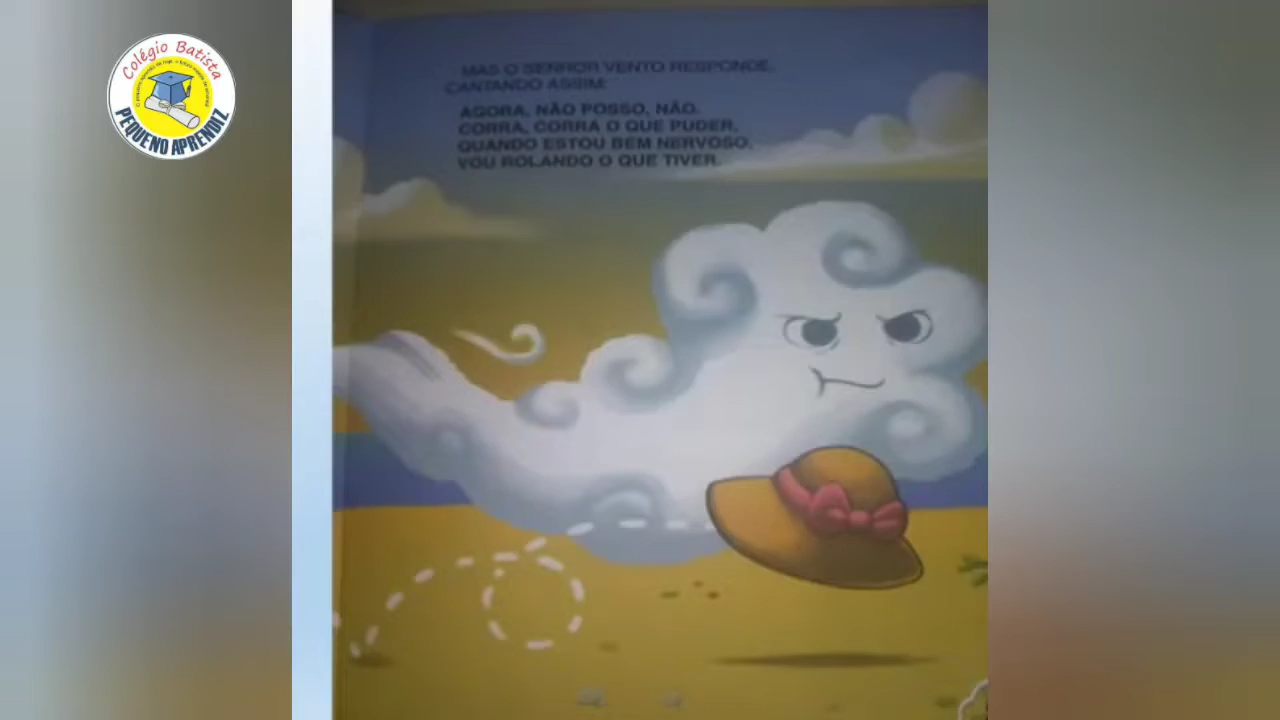 Colégio Batista
PEQUENO APRENDIZ
MAS O SENHOR VENTO RESPONDE,
CANTANDO ASSIM:
AGORA, NÃO POSSO, NÃO.
CORRA, CORRA O QUE PUDER,
QUANDO ESTOU BEM NERVOSO,
VOU ROLANDO O QUE TIVER.